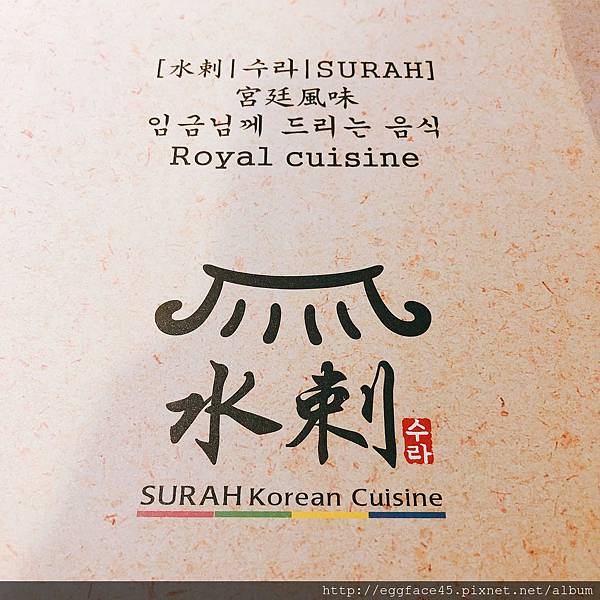 [水剌|수라|SURAH]
宮廷風味
임금님께 드리는 음식
Royal cuisine
水剌
수라
SURAH Korean Cuisine
http://eggface45.pixnet.net/album